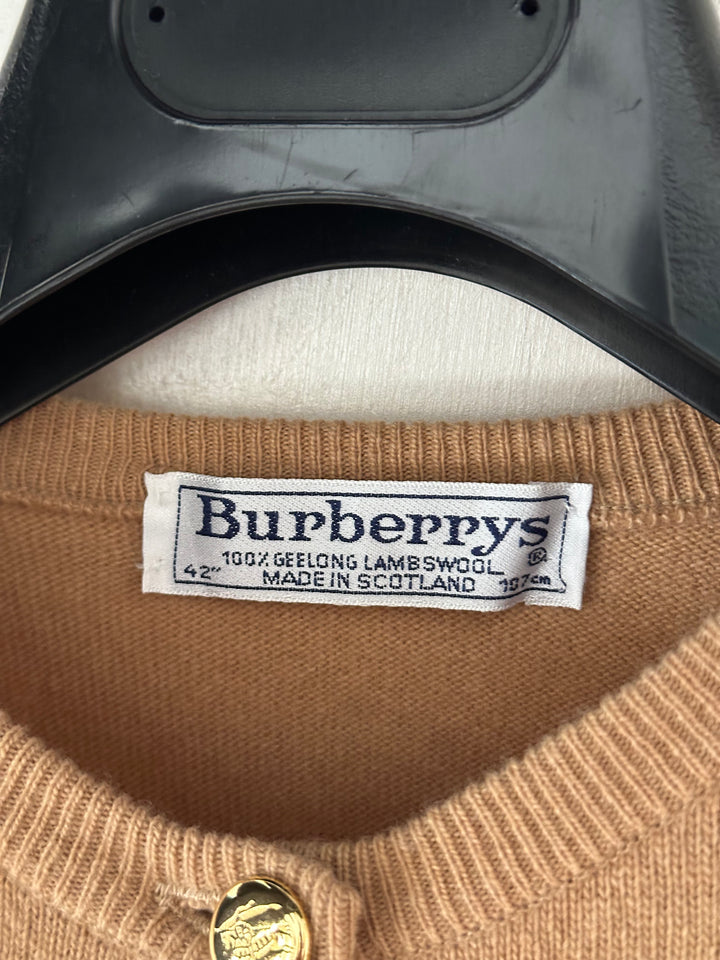 Burberrys
®
100% GEELONG LAMBSWOOL
42" MADE IN SCOTLAND 107cm